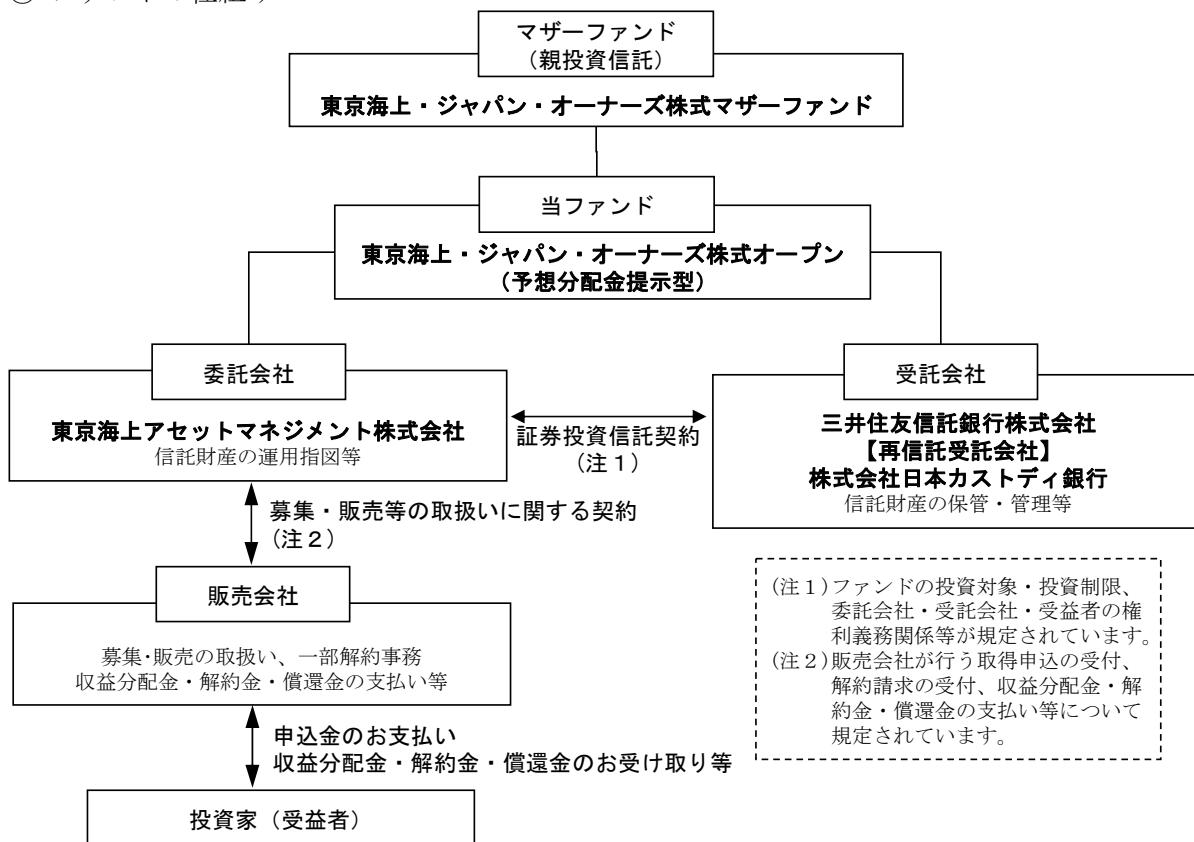 マザーファンド
（親投資信託）
東京海上・ジャパン・オーナーズ株式マザーファンド
当ファンド
東京海上・ジャパン・オーナーズ株式オープン
（予想分配金提示型）
委託会社
東京海上アセットマネジメント株式会社
信託財産の運用指図等
証券投資信託契約
（注１）
受託会社
三井住友信託銀行株式会社
【再信託受託会社】
株式会社日本カストディ銀行
信託財産の保管・管理等
募集・販売等の取扱いに関する契約
（注２）
販売会社
募集・販売の取扱い、一部解約事務
収益分配金・解約金・償還金の支払い等
(注１)ファンドの投資対象・投資制限、
委託会社・受託会社・受益者の権
利義務関係等が規定されています。
(注２)販売会社が行う取得申込の受付、
解約請求の受付、収益分配金・解
約金・償還金の支払い等について
規定されています。
申込金のお支払い
収益分配金・解約金・償還金のお受け取り等
投資家（受益者）